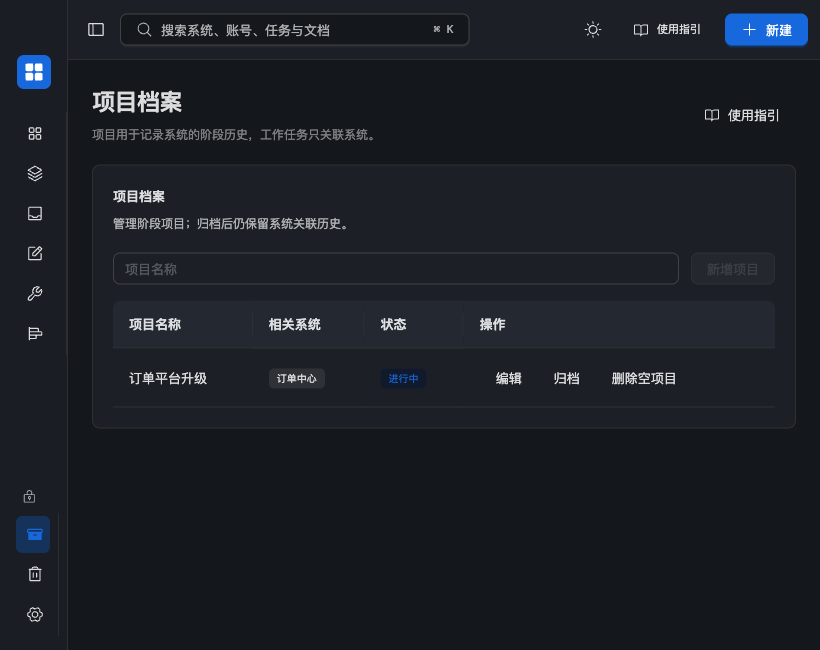 搜索系统、账号、任务与文档 ⌘ K
使用指引
新建
项目档案
使用指引
项目用于记录系统的阶段历史，工作任务只关联系统。
项目档案
管理阶段项目；归档后仍保留系统关联历史。
项目名称
新增项目
项目名称 相关系统 状态 操作
订单平台升级 订单中心 进行中 编辑 归档 删除空项目